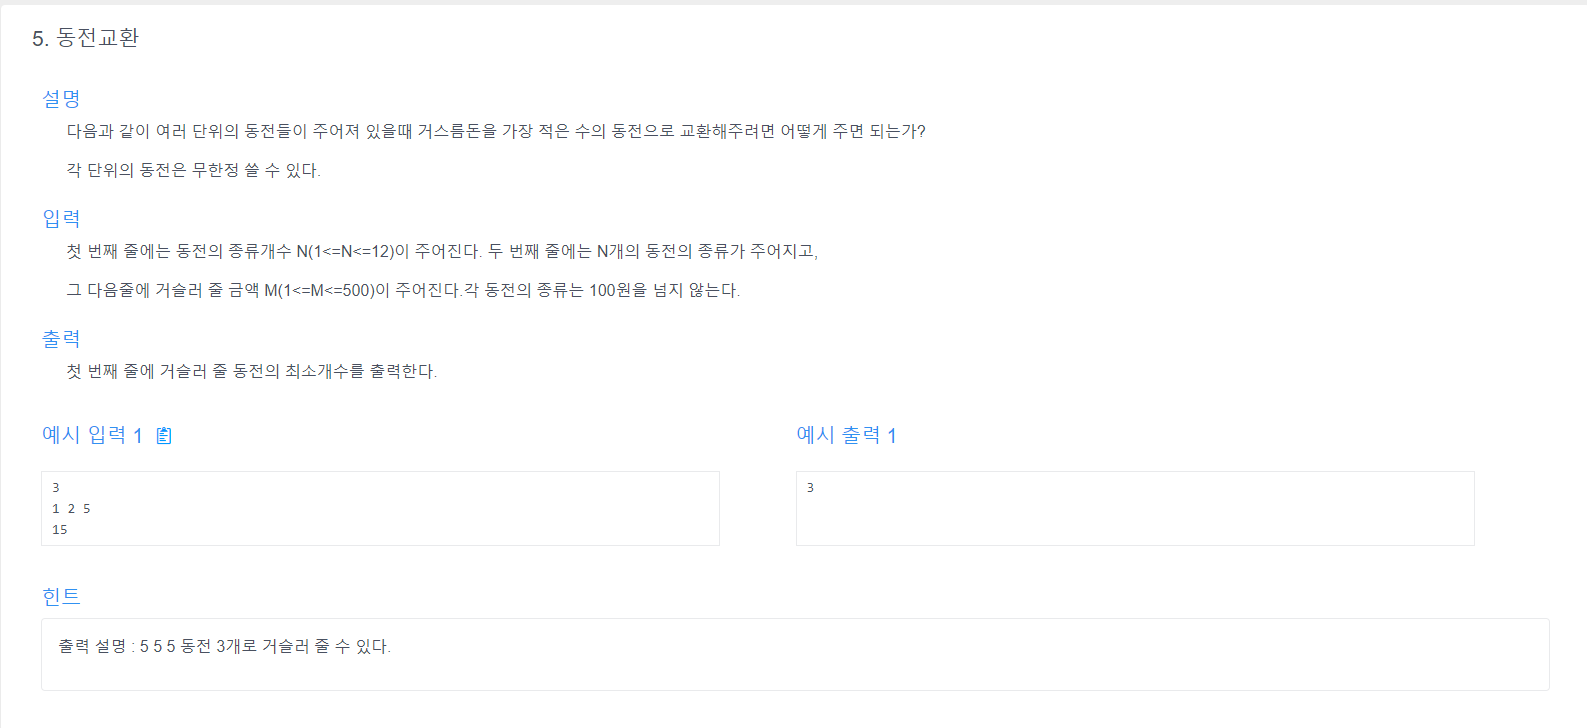 5. 동전교환
설명
다음과 같이 여러 단위의 동전들이 주어져 있을때 거스름돈을 가장 적은 수의 동전으로 교환해주려면 어떻게 주면 되는가?
각 단위의 동전은 무한정 쓸 수 있다.
입력
첫 번째 줄에는 동전의 종류개수 N(1<=N<=12)이 주어진다. 두 번째 줄에는 N개의 동전의 종류가 주어지고,
그 다음줄에 거슬러 줄 금액 M(1<=M<=500)이 주어진다.각 동전의 종류는 100원을 넘지 않는다.
출력
첫 번째 줄에 거슬러 줄 동전의 최소개수를 출력한다.
예시 입력 1
3
1 2 5
15
예시 출력 1
3
힌트
출력 설명 : 5 5 5 동전 3개로 거슬러 줄 수 있다.